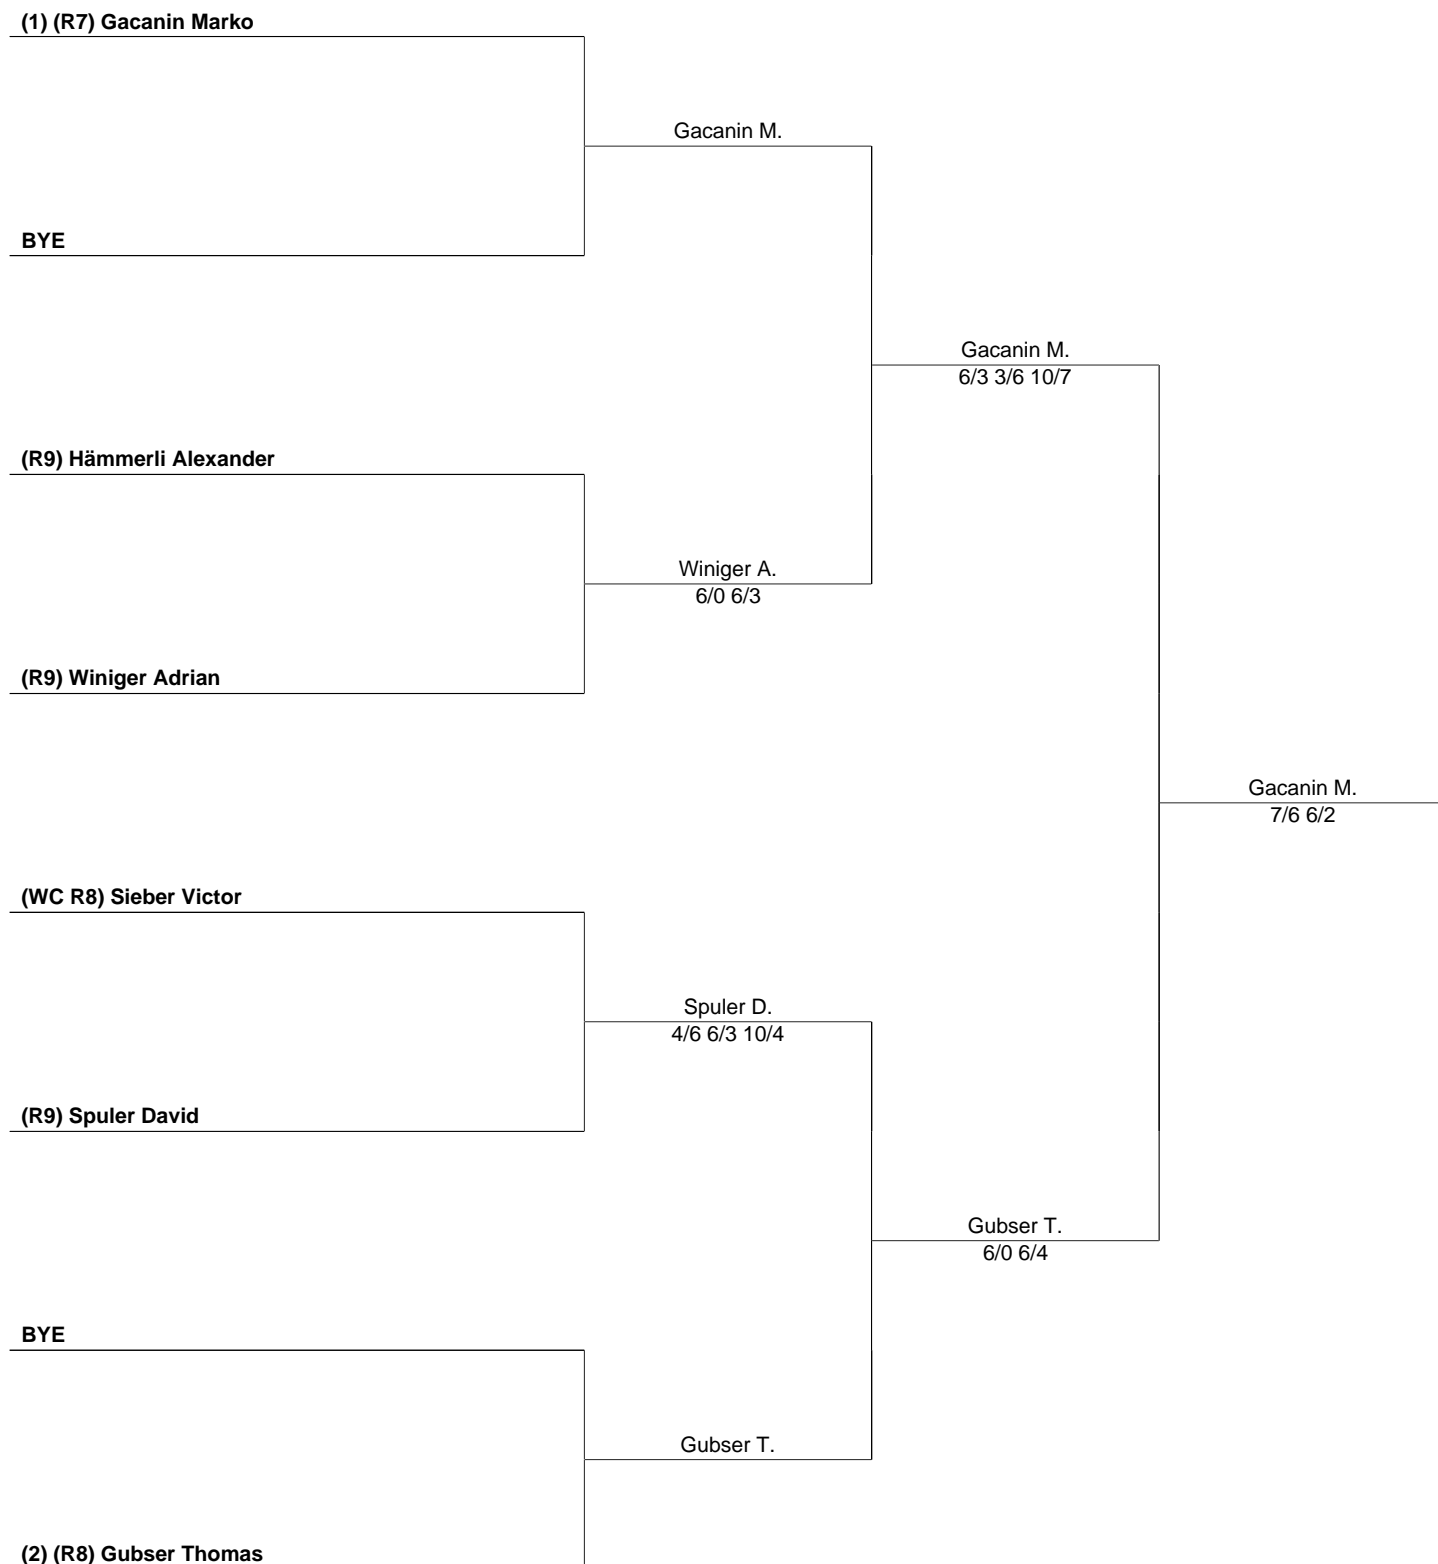 (1) (R7) Gacanin Marko
Gacanin M.
BYE
Gacanin M.
6/3 3/6 10/7
(R9) Hämmerli Alexander
Winiger A.
6/0 6/3
(R9) Winiger Adrian
Gacanin M.
7/6 6/2
(WC R8) Sieber Victor
Spuler D.
4/6 6/3 10/4
(R9) Spuler David
Gubser T.
6/0 6/4
BYE
Gubser T.
(2) (R8) Gubser Thomas